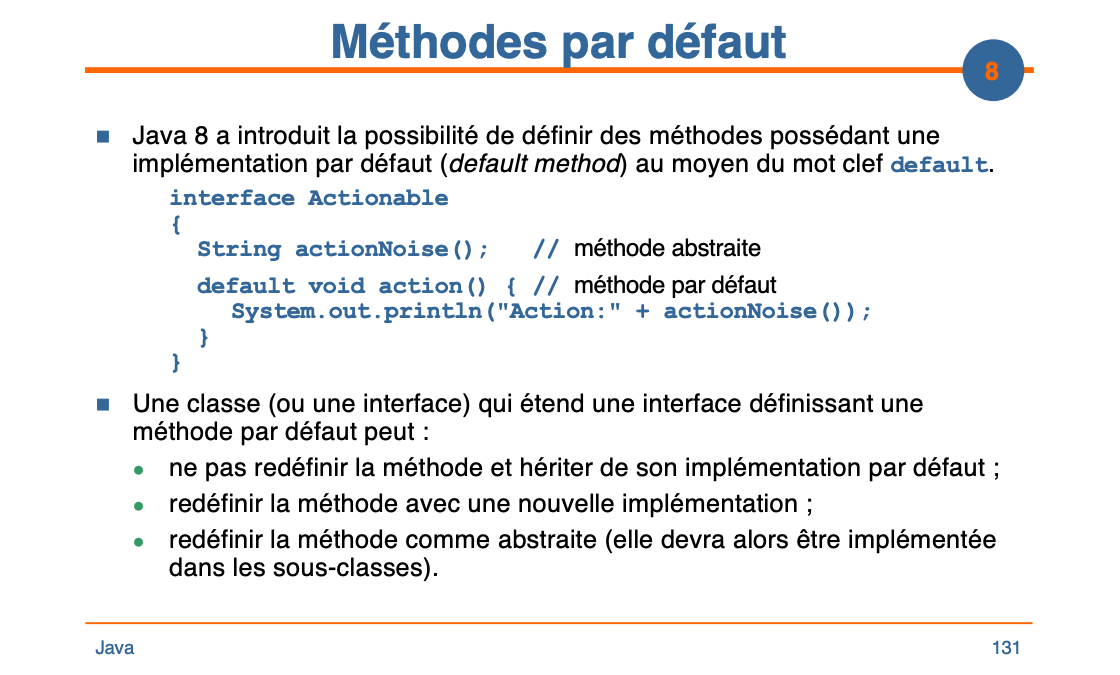 Méthodes par défaut
8
Java 8 a introduit la possibilité de définir des méthodes possédant une
implémentation par défaut (default method) au moyen du mot clef default.
interface Actionable
{
String actionNoise();   // méthode abstraite
default void action() { // méthode par défaut
System.out.println("Action:" + actionNoise());
}
}
Une classe (ou une interface) qui étend une interface définissant une
méthode par défaut peut :
ne pas redéfinir la méthode et hériter de son implémentation par défaut ;
redéfinir la méthode avec une nouvelle implémentation ;
redéfinir la méthode comme abstraite (elle devra alors être implémentée
dans les sous-classes).
Java
131